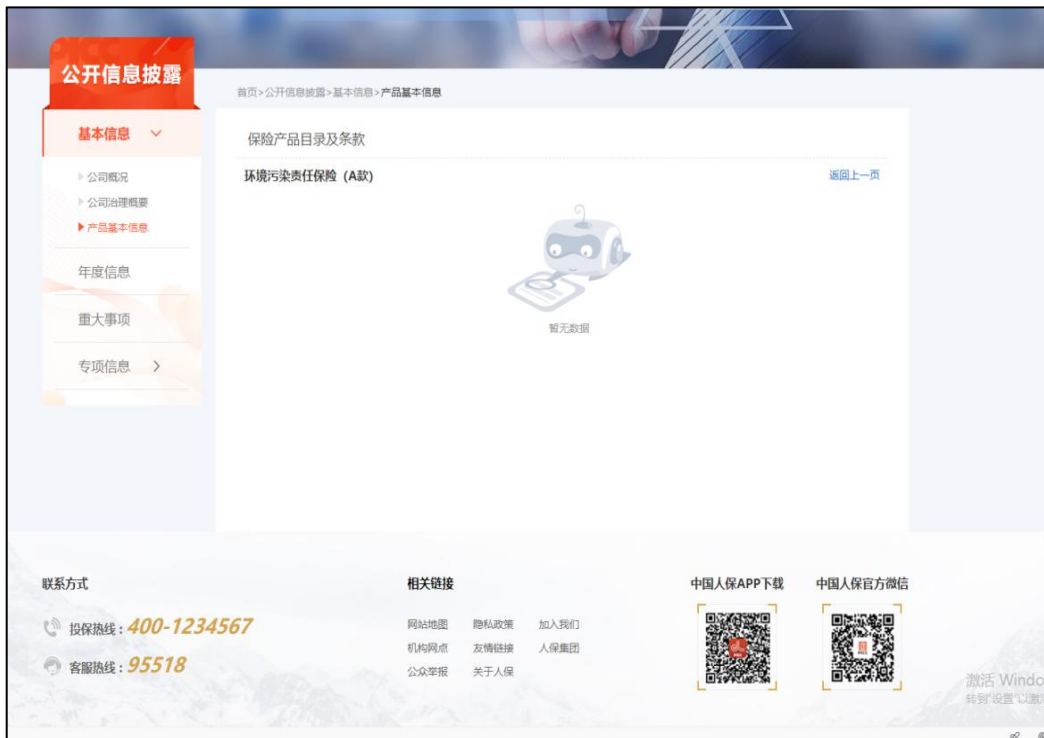 公开信息披露
首页>公开信息披露>基本信息>产品基本信息
基本信息
公司概况
公司治理概要
产品基本信息
年度信息
重大事项
专项信息
保险产品目录及条款
环境污染责任保险（A款） 返回上一页
暂无数据
联系方式
投保热线：400-1234567
客服热线：95518
相关链接
网站地图 隐私政策 加入我们
机构网点 友情链接 人保集团
公众举报 关于人保
中国人保APP下载 中国人保官方微信
激活 Windo
转到"设置"以激